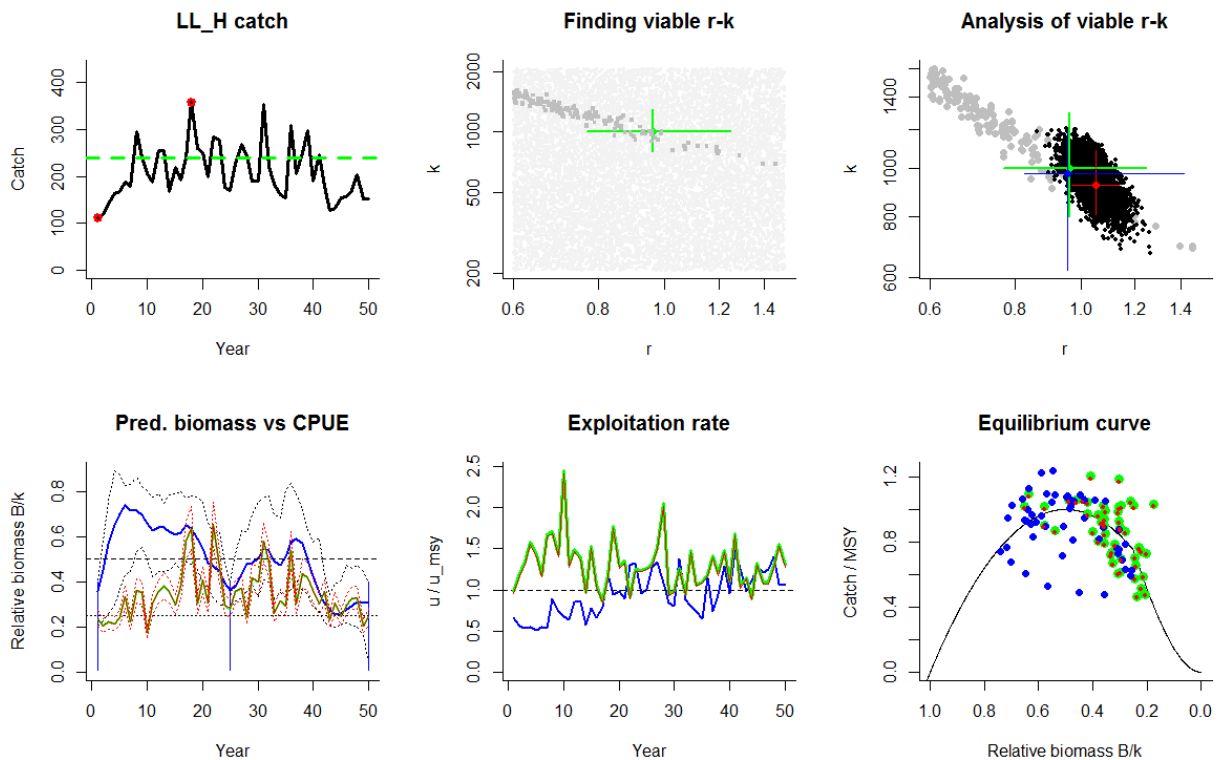 LL_H catch
Catch
0 100 200 300 400
0 10 20 30 40 50
Year
Finding viable r-k
k
200 500 1000 2000
0.6 0.8 1.0 1.2 1.4
r
Analysis of viable r-k
k
600 800 1000 1400
0.6 0.8 1.0 1.2 1.4
r
Pred. biomass vs CPUE
Relative biomass B/k
0.0 0.2 0.4 0.6 0.8
0 10 20 30 40 50
Year
Exploitation rate
u / u_msy
0.0 0.5 1.0 1.5 2.0 2.5
0 10 20 30 40 50
Year
Equilibrium curve
Catch / MSY
0.0 0.4 0.8 1.2
1.0 0.8 0.6 0.4 0.2 0.0
Relative biomass B/k